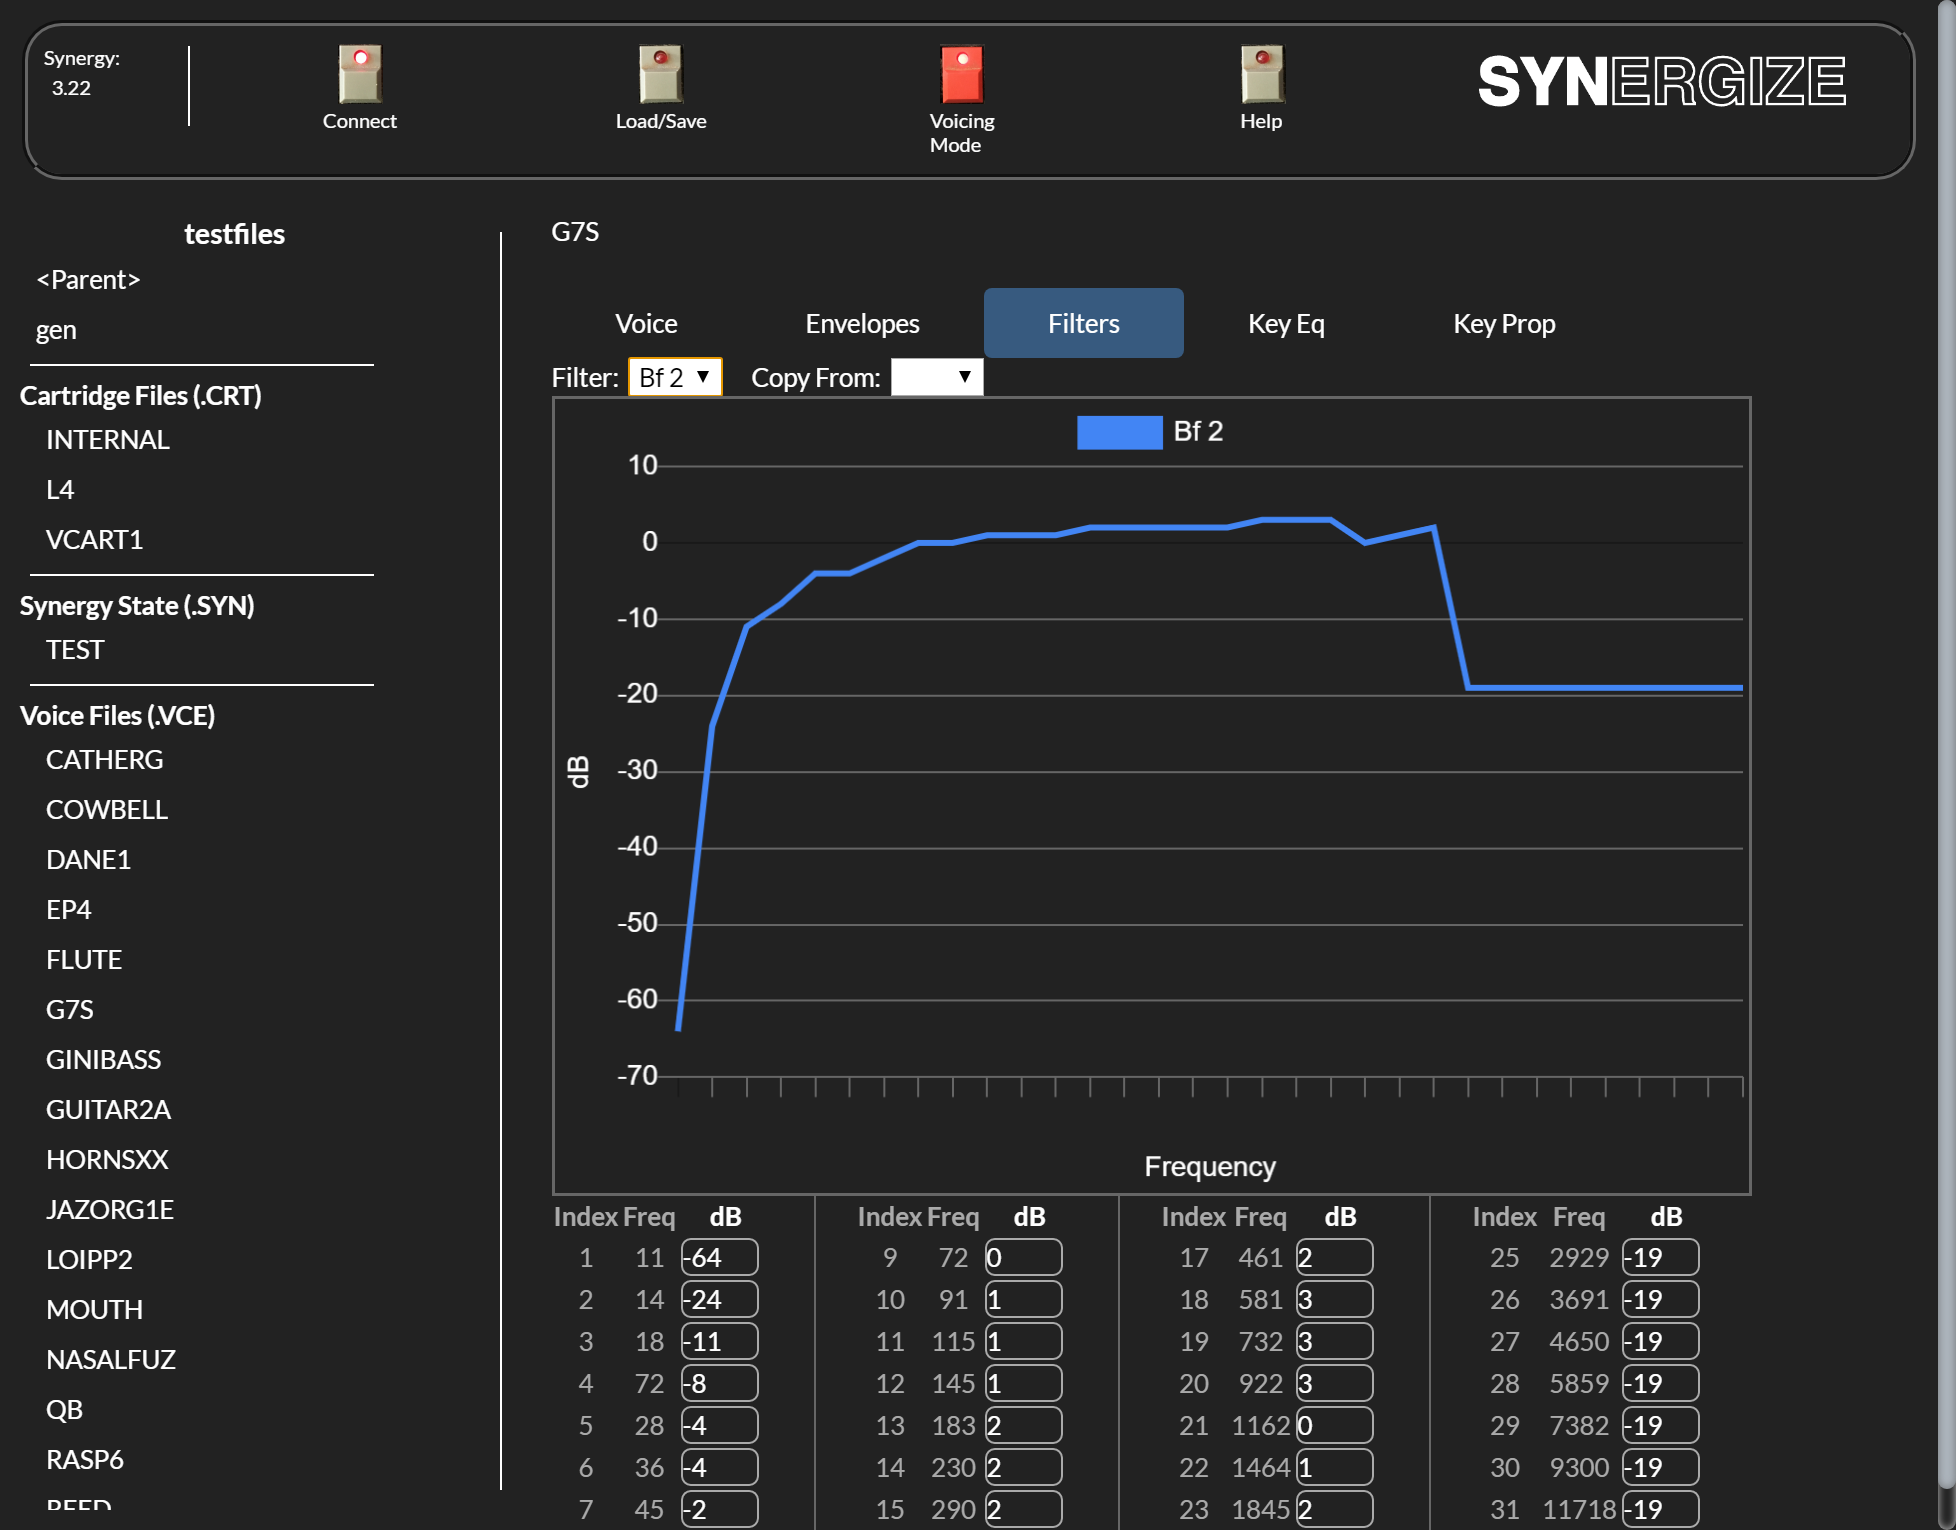 Synergy:
3.22
Connect
Load/Save
Voicing
Mode
Help
SYNERGIZE
testfiles
<Parent>
gen
Cartridge Files (.CRT)
INTERNAL
L4
VCART1
Synergy State (.SYN)
TEST
Voice Files (.VCE)
CATHERG
COWBELL
DANE1
EP4
FLUTE
G7S
GINIBASS
GUITAR2A
HORNSXX
JAZORG1E
LOIPP2
MOUTH
NASALFUZ
QB
RASP6
REED
G7S
Voice Envelopes Filters Key Eq Key Prop
Filter: Bf 2 ▼ Copy From: ▼
Bf 2
10
0
-10
-20
-30
-40
-50
-60
-70
dB
Frequency
Index Freq dB Index Freq dB Index Freq dB Index Freq dB
1 11 -64 9 72 0 17 461 2 25 2929 -19
2 14 -24 10 91 1 18 581 3 26 3691 -19
3 18 -11 11 115 1 19 732 3 27 4650 -19
4 72 -8 12 145 1 20 922 3 28 5859 -19
5 28 -4 13 183 2 21 1162 0 29 7382 -19
6 36 -4 14 230 2 22 1464 1 30 9300 -19
7 45 -2 15 290 2 23 1845 2 31 11718 -19